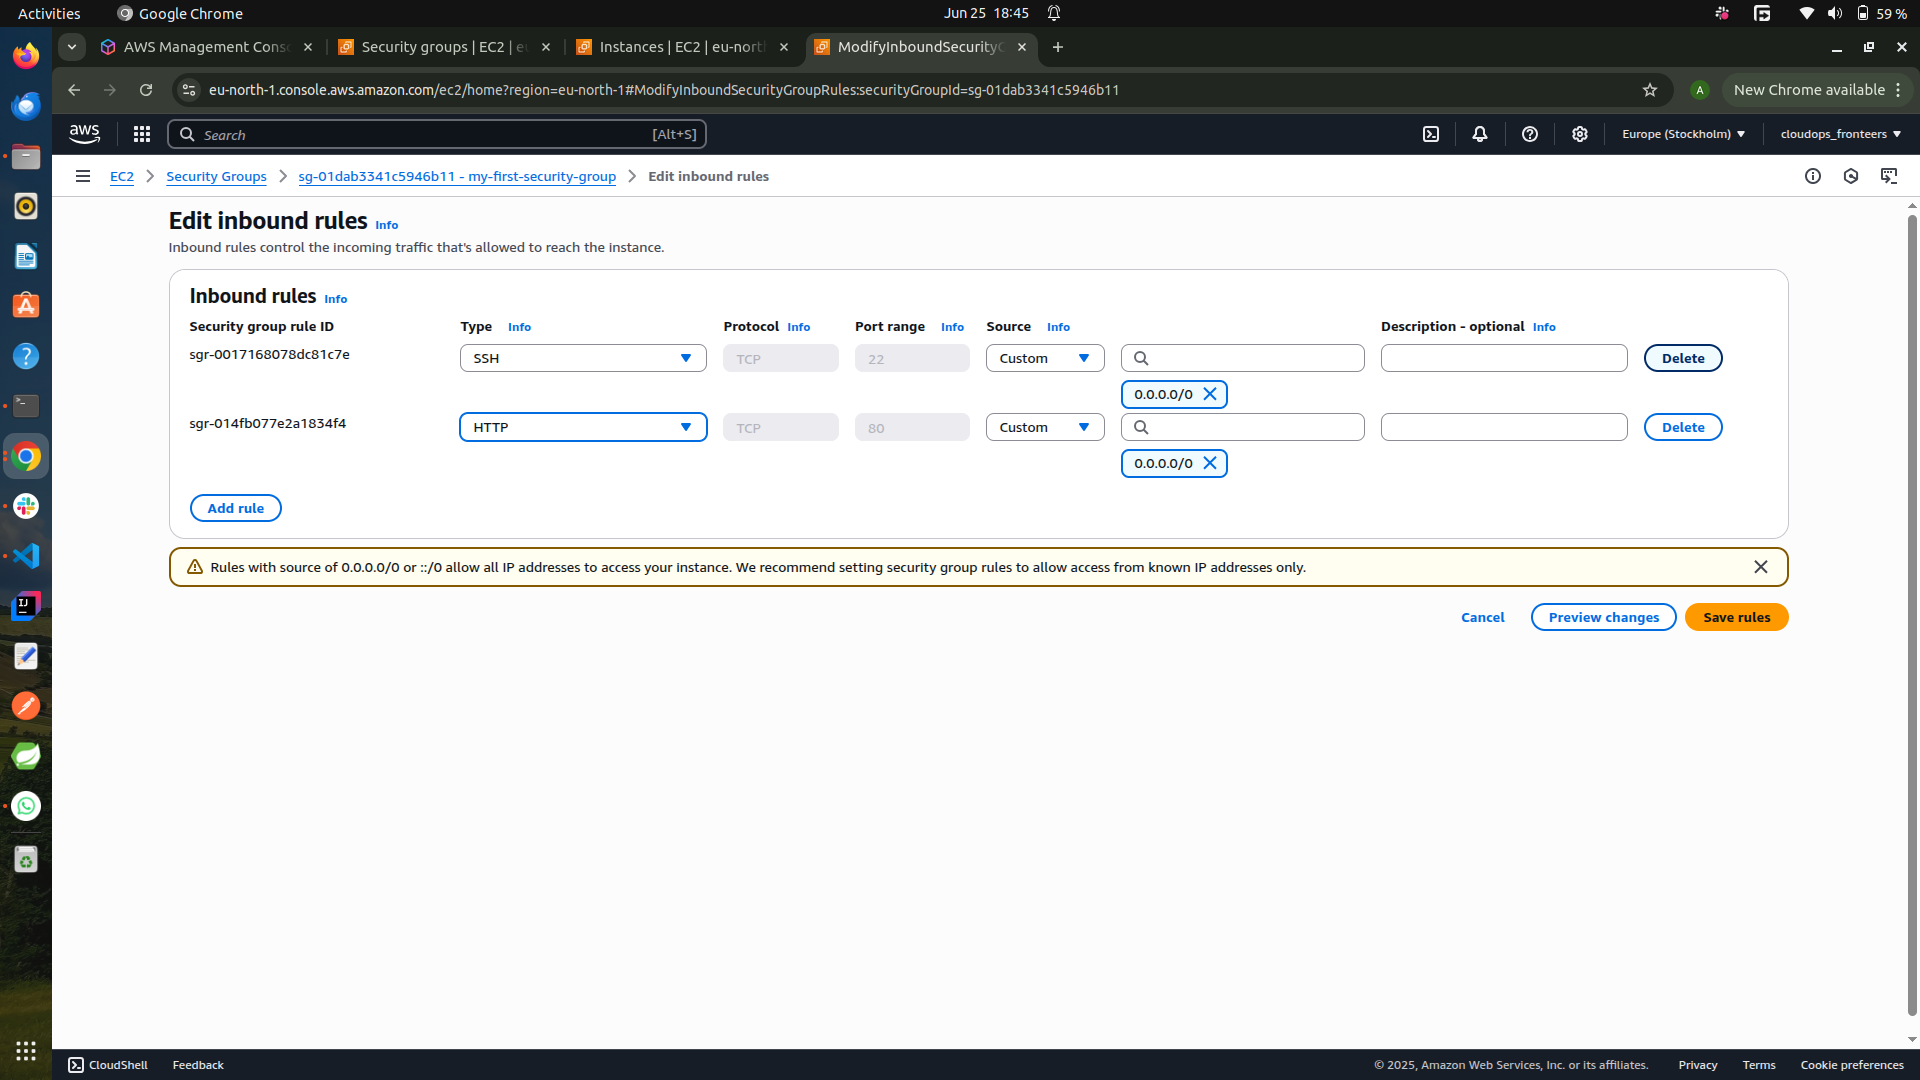 Activities
Google Chrome
Jun 25 18:45
59 %
AWS Management Cons
Security groups | EC2 | eu
Instances | EC2 | eu-nort
ModifyInboundSecurityG
eu-north-1.console.aws.amazon.com/ec2/home?region=eu-north-1#ModifyInboundSecurityGroupRules:securityGroupId=sg-01dab3341c5946b11
A
New Chrome available
aws
Search
[Alt+S]
Europe (Stockholm)
cloudops_fronteers
EC2
Security Groups
sg-01dab3341c5946b11 - my-first-security-group
Edit inbound rules
Edit inbound rules Info
Inbound rules control the incoming traffic that's allowed to reach the instance.
Inbound rules Info
Security group rule ID
Type Info
Protocol Info
Port range Info
Source Info
Description - optional Info
sgr-0017168078dc81c7e
SSH
TCP
22
Custom
Delete
0.0.0.0/0
sgr-014fb077e2a1834f4
HTTP
TCP
80
Custom
Delete
0.0.0.0/0
Add rule
Rules with source of 0.0.0.0/0 or ::/0 allow all IP addresses to access your instance. We recommend setting security group rules to allow access from known IP addresses only.
Cancel
Preview changes
Save rules
CloudShell
Feedback
© 2025, Amazon Web Services, Inc. or its affiliates.
Privacy
Terms
Cookie preferences